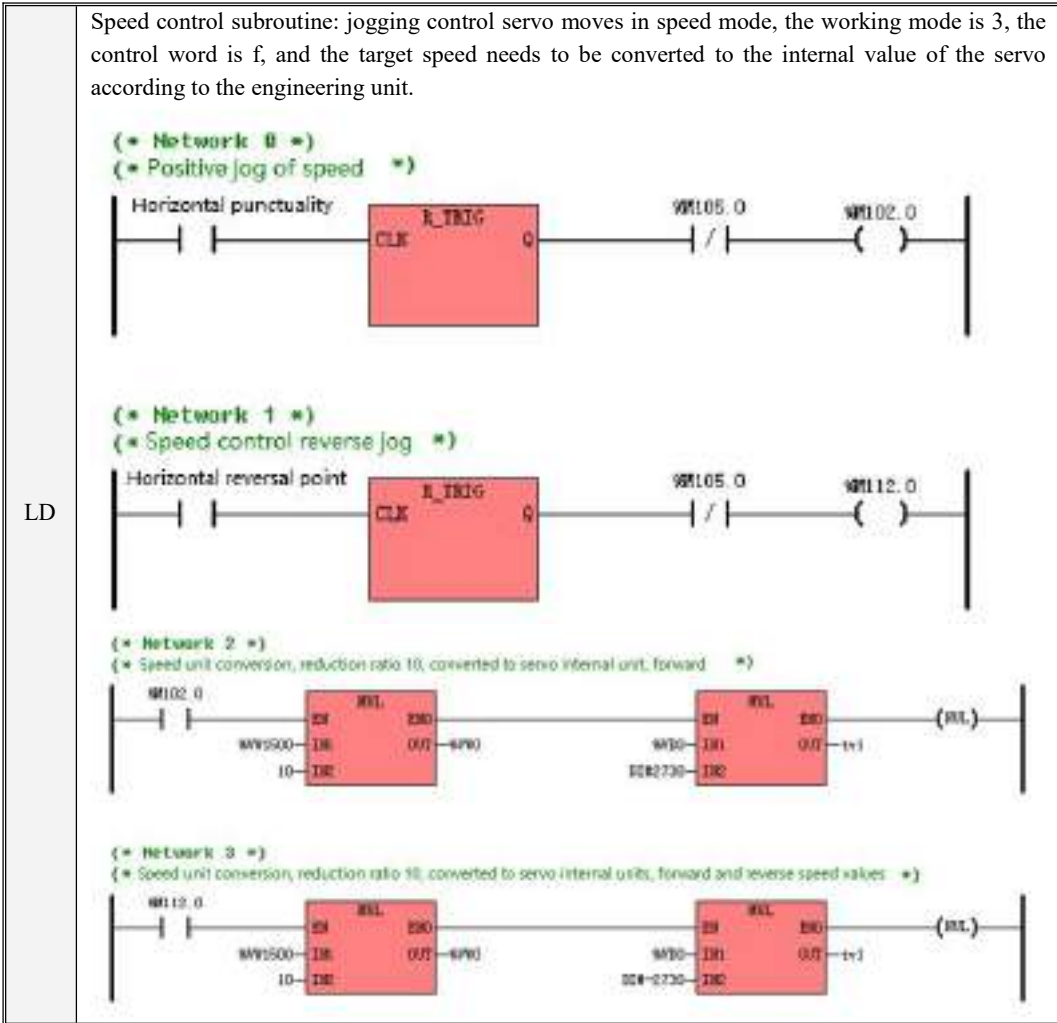 Speed control subroutine: jogging control servo moves in speed mode, the working mode is 3, the
control word is f, and the target speed needs to be converted to the internal value of the servo
according to the engineering unit.
(* Network 0 *)
(* Positive jog of speed *)
Horizontal punctuality
R_TRIG
%M105.0
%M102.0
CLK
Q
/
(* Network 1 *)
(* Speed control reverse jog *)
Horizontal reversal point
R_TRIG
%M105.0
%M112.0
LD
CLK
Q
/
(* Network 2 *)
(* Speed unit conversion, reduction ratio 10, converted to servo internal unit, forward *)
%M102.0
EN ENO
EN ENO
%VW1500 IN1 OUT
IN1 OUT
10 IN2
DI#2730 IN2
(* Network 3 *)
(* Speed unit conversion, reduction ratio 10, converted to servo internal units, forward and reverse speed values *)
%M112.0
EN ENO
EN ENO
%VW1500 IN1 OUT
IN1 OUT
10 IN2
DI#-2730 IN2